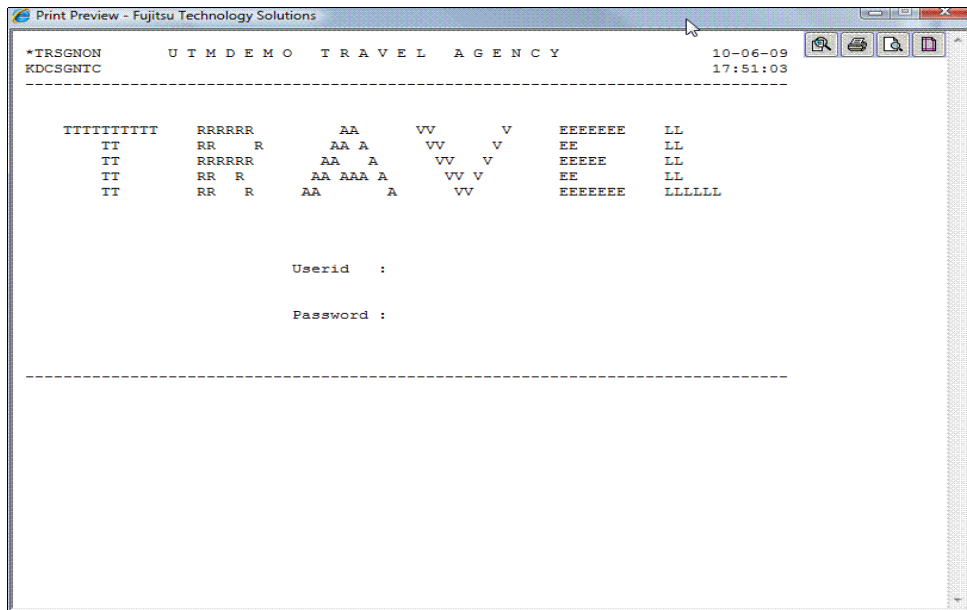 Print Preview - Fujitsu Technology Solutions
*TRSGNON U T M D E M O T R A V E L A G E N C Y 10-06-09
KDCSGNTC 17:51:03
--------------------------------------------------------------------------------
TTTTTTTTTT RRRRRR AA VV V EEEEEEE LL
TT RR R AA A VV V EE LL
TT RRRRRR AA A VV V EEEEE LL
TT RR R AA AAA A VV V EE LL
TT RR R AA A VV EEEEEEE LLLLLL
Userid :
Password :
--------------------------------------------------------------------------------